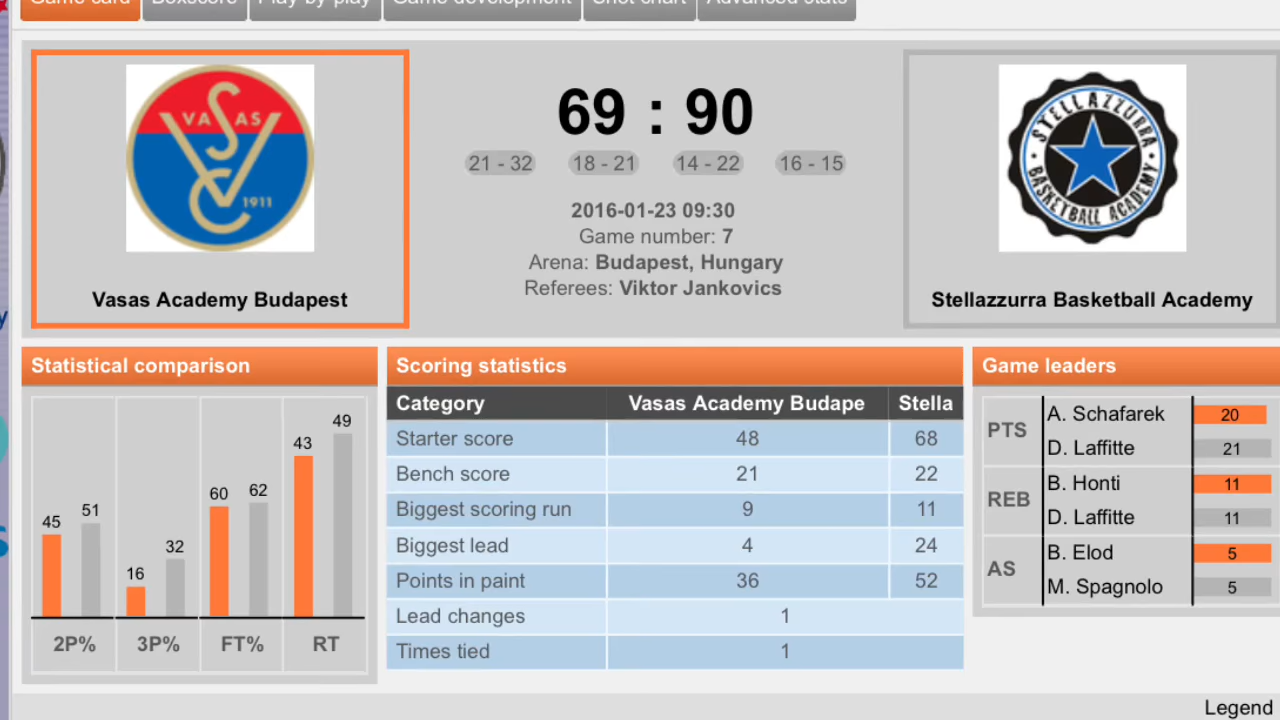 Game card Boxscore Play by play Game development Shot chart Advanced stats
VASAS
1911
Vasas Academy Budapest
69 : 90
21 - 32 18 - 21 14 - 22 16 - 15
2016-01-23 09:30
Game number: 7
Arena: Budapest, Hungary
Referees: Viktor Jankovics
STELLAZZURRA
BASKETBALL ACADEMY
Stellazzurra Basketball Academy
Statistical comparison
45 51
16 32
60 62
43 49
2P% 3P% FT% RT
Scoring statistics
Category Vasas Academy Budape Stella
Starter score 48 68
Bench score 21 22
Biggest scoring run 9 11
Biggest lead 4 24
Points in paint 36 52
Lead changes 1
Times tied 1
Game leaders
PTS
A. Schafarek 20
D. Laffitte 21
REB
B. Honti 11
D. Laffitte 11
AS
B. Elod 5
M. Spagnolo 5
Legend